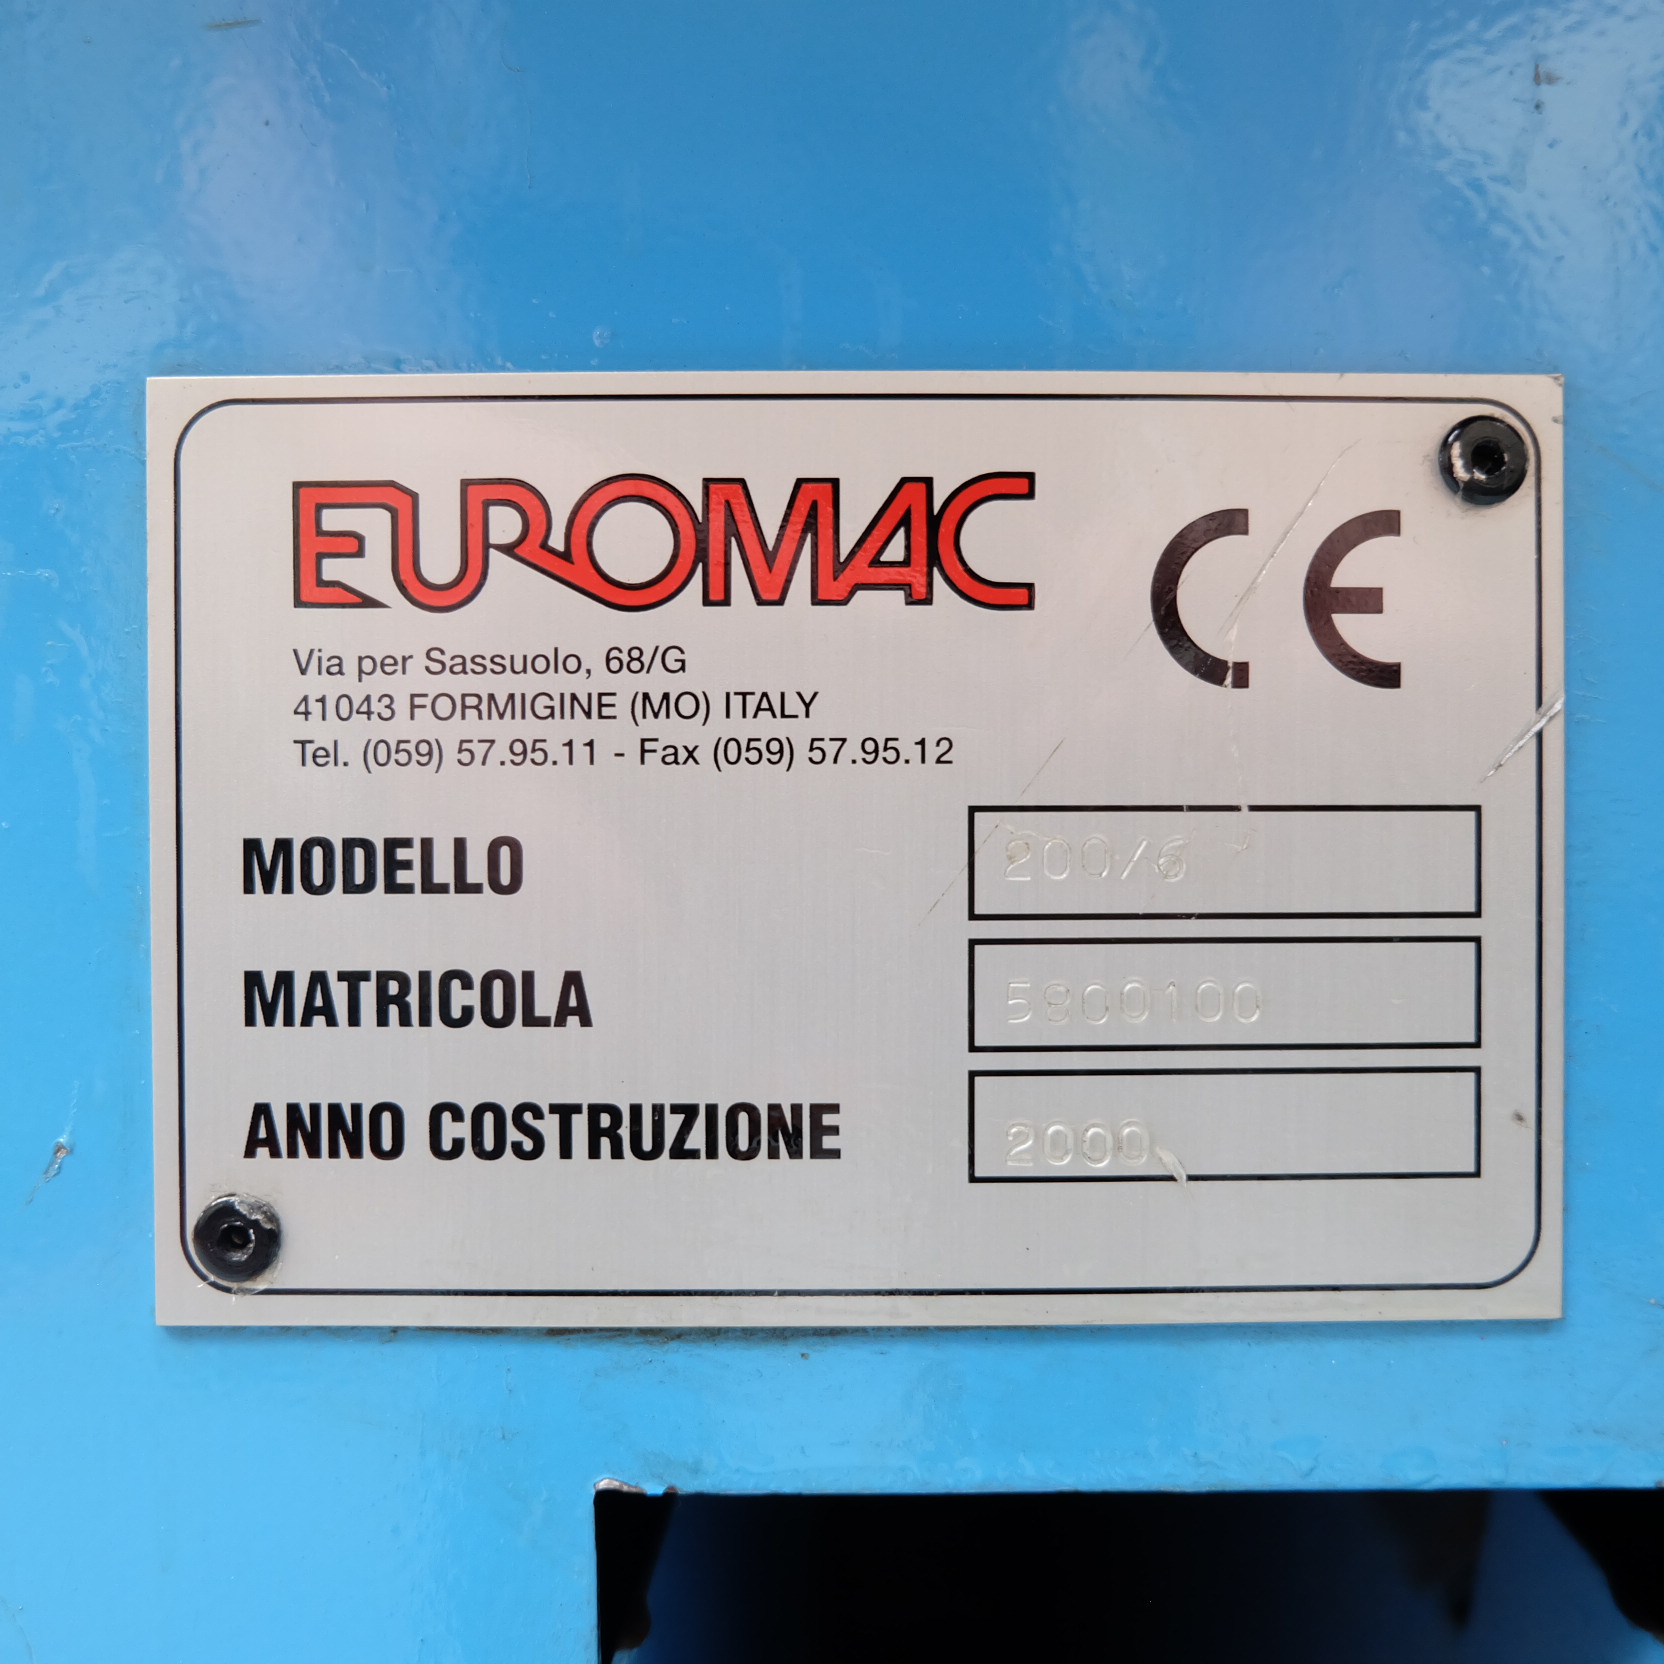 EUROMAC
CE
Via per Sassuolo, 68/G
41043 FORMIGINE (MO) ITALY
Tel. (059) 57.95.11 - Fax (059) 57.95.12
MODELLO 200/6
MATRICOLA 5800100
ANNO COSTRUZIONE 2000